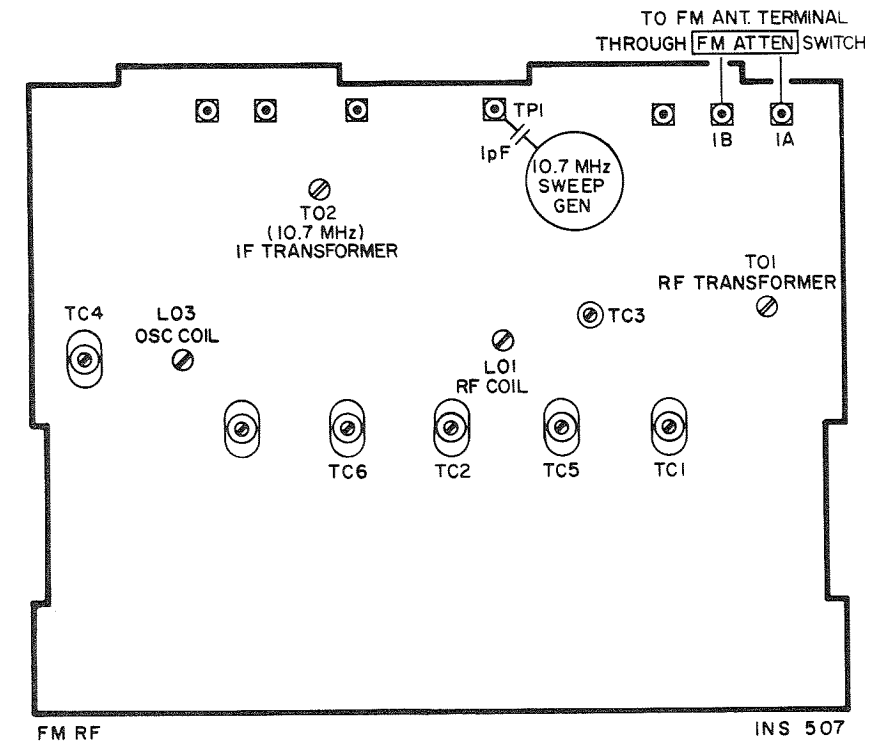 TO FM ANT. TERMINAL
THROUGH FM ATTEN SWITCH
TP1
1B
1A
1pF
10.7 MHz
SWEEP
GEN
TO2
(10.7 MHz)
IF TRANSFORMER
TO1
RF TRANSFORMER
TC4
LO3
OSC COIL
TC3
LO1
RF COIL
TC6
TC2
TC5
TC1
FM RF
INS 507